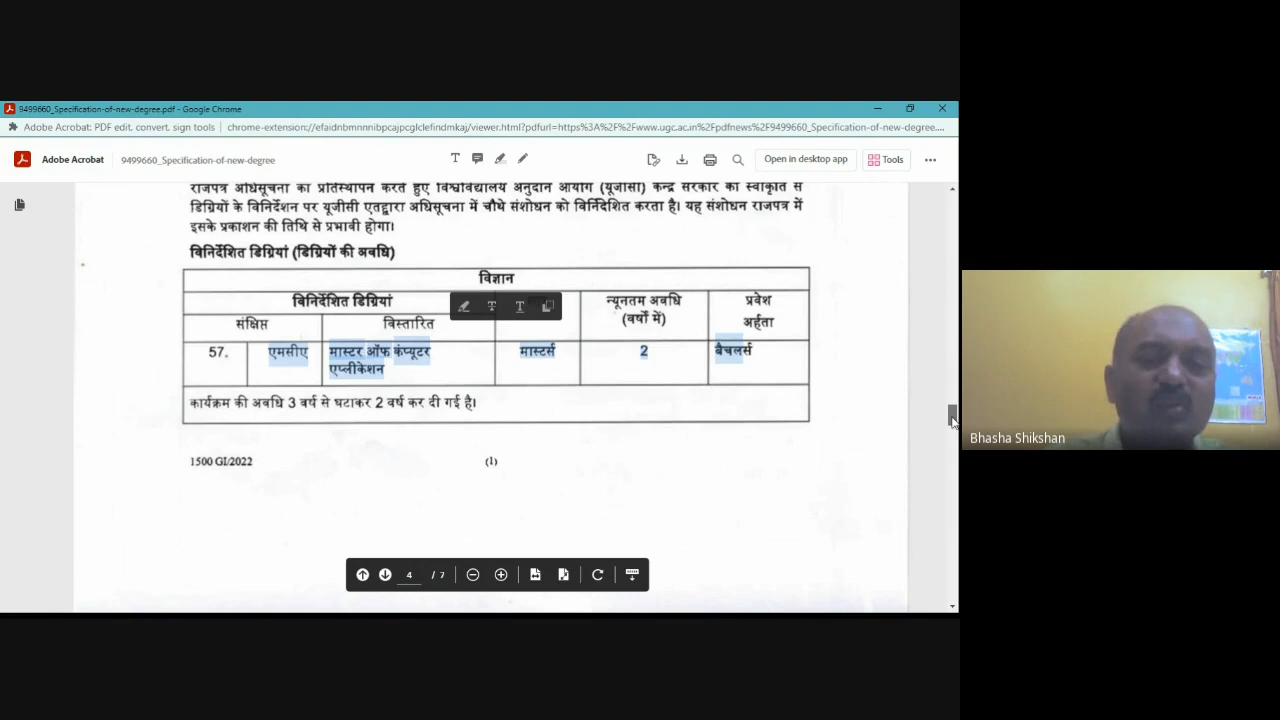 9499660_Specification-of-new-degree.pdf - Google Chrome
Adobe Acrobat: PDF edit, convert, sign tools | chrome-extension://efaidnbmnnnibpcajpcglclefindmkaj/viewer.html?pdfurl=https%3A%2F%2Fwww.ugc.ac.in%2Fpdfnews%2F9499660_Specification-of-new-degree....
Adobe Acrobat 9499660_Specification-of-new-degree Open in desktop app Tools
राजपत्र अधिसूचना का प्रतिस्थापन करते हुए विश्वविद्यालय अनुदान आयोग (यूजीसी) केन्द्र सरकार की स्वीकृति से
डिग्रियों के विनिर्देशन पर यूजीसी एतद्द्वारा अधिसूचना में चौथे संशोधन को विनिर्देशित करता है। यह संशोधन राजपत्र में
इसके प्रकाशन की तिथि से प्रभावी होगा।
विनिर्देशित डिग्रियां (डिग्रियों की अवधि)
विज्ञान
विनिर्देशित डिग्रियां न्यूनतम अवधि प्रवेश
(वर्षों में) अर्हता
संक्षिप्त विस्तारित
57. एमसीए मास्टर ऑफ कंप्यूटर मास्टर्स 2 बैचलर्स
एप्लीकेशन
कार्यक्रम की अवधि 3 वर्ष से घटाकर 2 वर्ष कर दी गई है।
1500 GI/2022 (1)
4 / 7
Bhasha Shikshan